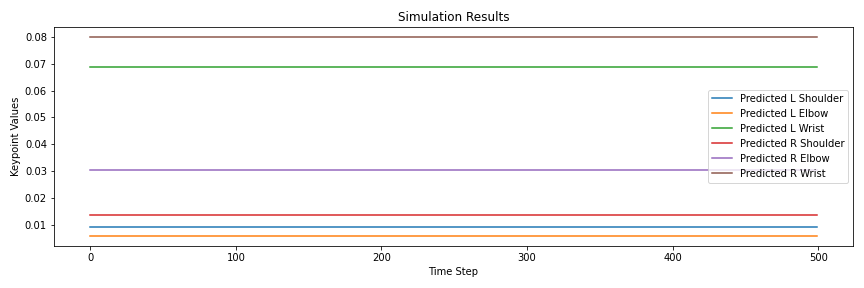 Simulation Results
Keypoint Values
0.08
0.07
0.06
0.05
0.04
0.03
0.02
0.01
Predicted L Shoulder
Predicted L Elbow
Predicted L Wrist
Predicted R Shoulder
Predicted R Elbow
Predicted R Wrist
0 100 200 300 400 500
Time Step